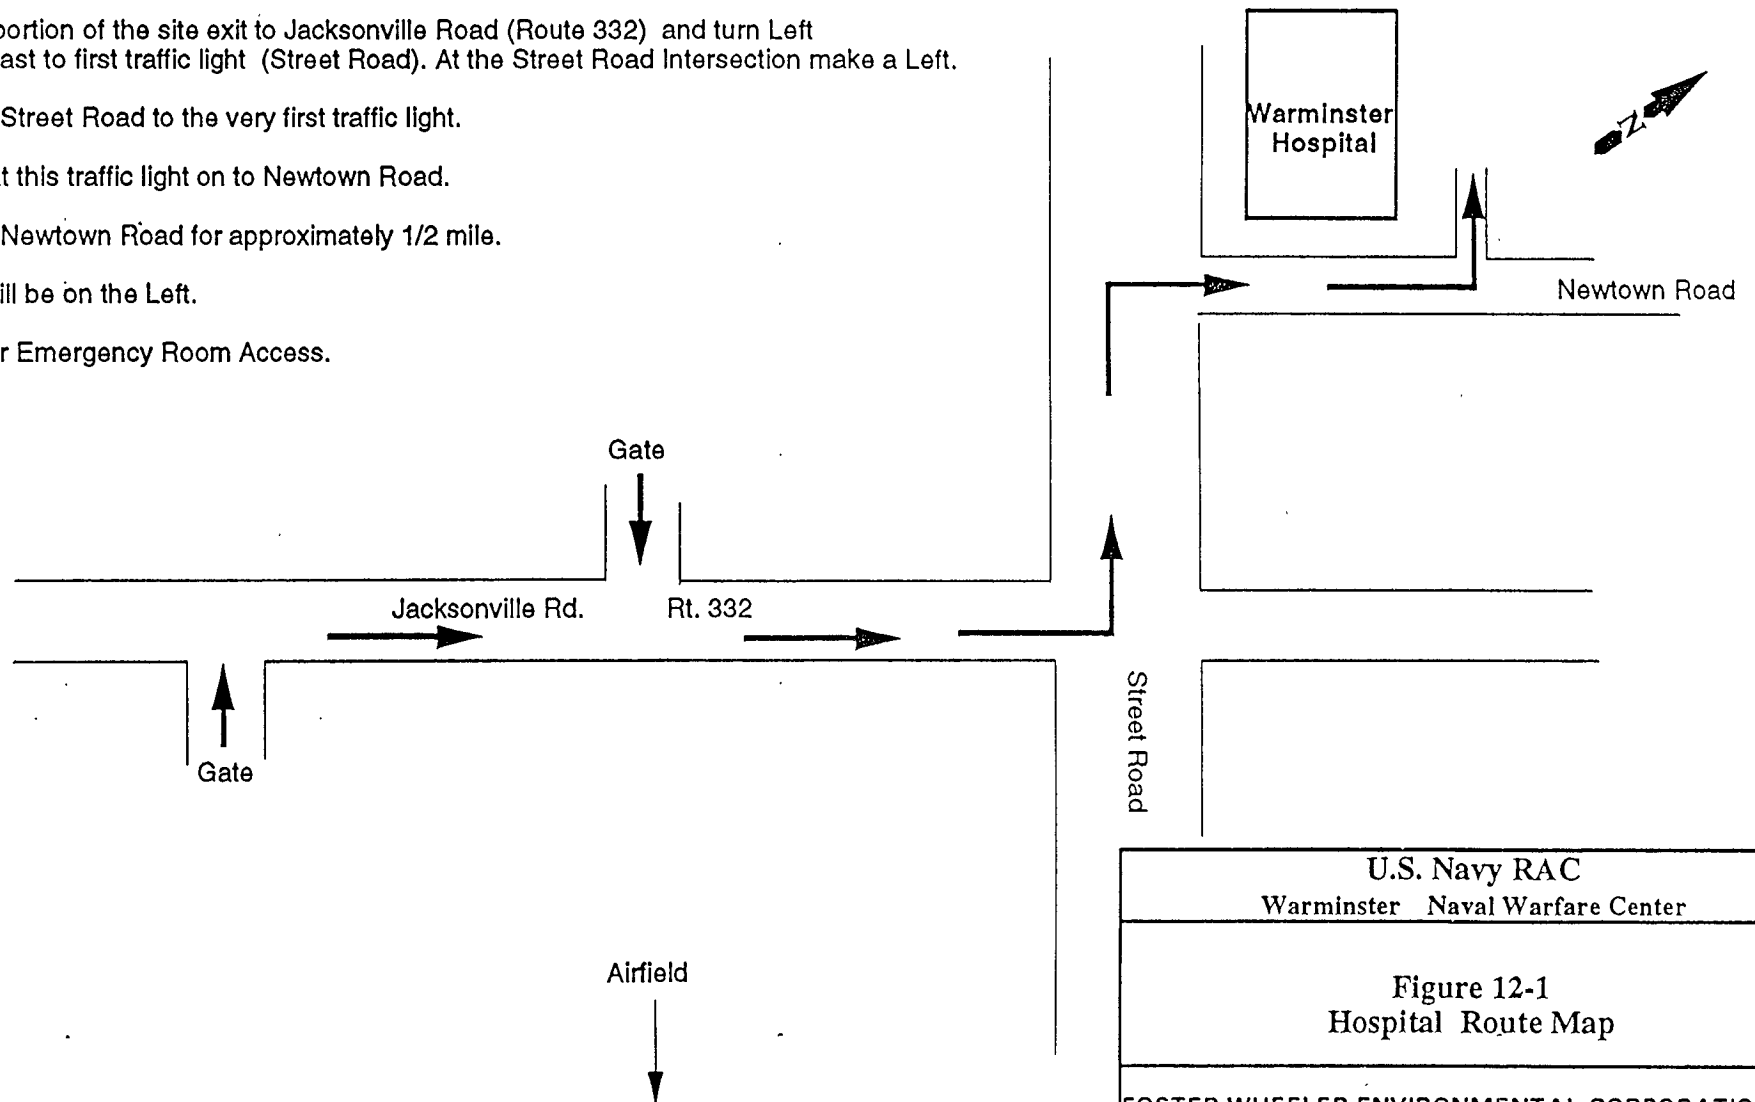 portion of the site exit to Jacksonville Road (Route 332) and turn Left
ast to first traffic light (Street Road). At the Street Road Intersection make a Left.
Street Road to the very first traffic light.
t this traffic light on to Newtown Road.
Newtown Road for approximately 1/2 mile.
ill be on the Left.
r Emergency Room Access.
Warminster
Hospital
N
Newtown Road
Gate
Jacksonville Rd.
Rt. 332
Street Road
Gate
Airfield
U.S. Navy RAC
Warminster Naval Warfare Center
Figure 12-1
Hospital Route Map
FOSTER WHEELER ENVIRONMENTAL CORPORATIO